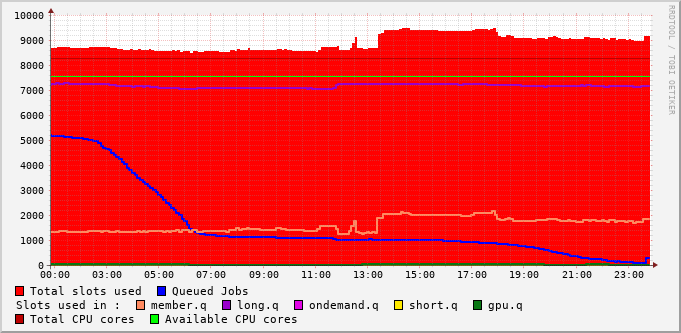 10000
9000
8000
7000
6000
5000
4000
3000
2000
1000
0
00:00 03:00 05:00 07:00 09:00 11:00 13:00 15:00 17:00 19:00 21:00 23:00
RRDTOOL / TOBI OETIKER
Total slots used Queued Jobs
Slots used in : member.q long.q ondemand.q short.q gpu.q
Total CPU cores Available CPU cores